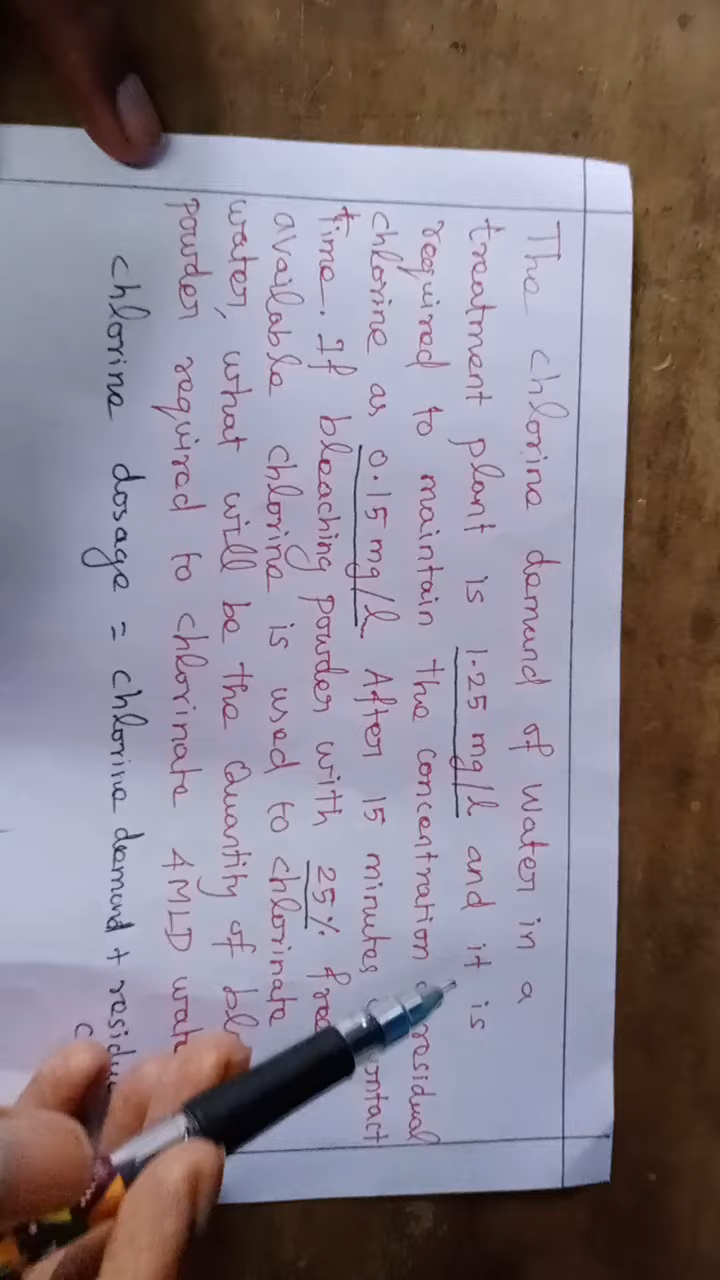 The chlorine demand of water in a
treatment plant is 1.25 mg/l and it is
required to maintain the concentration residual
chlorine as 0.15 mg/l After 15 minutes contact
time. If bleaching powder with 25% free
available chlorine is used to chlorinate
water, what will be the Quantity of
powder required to chlorinate 4MLD
chlorine dosage = chlorine demand +